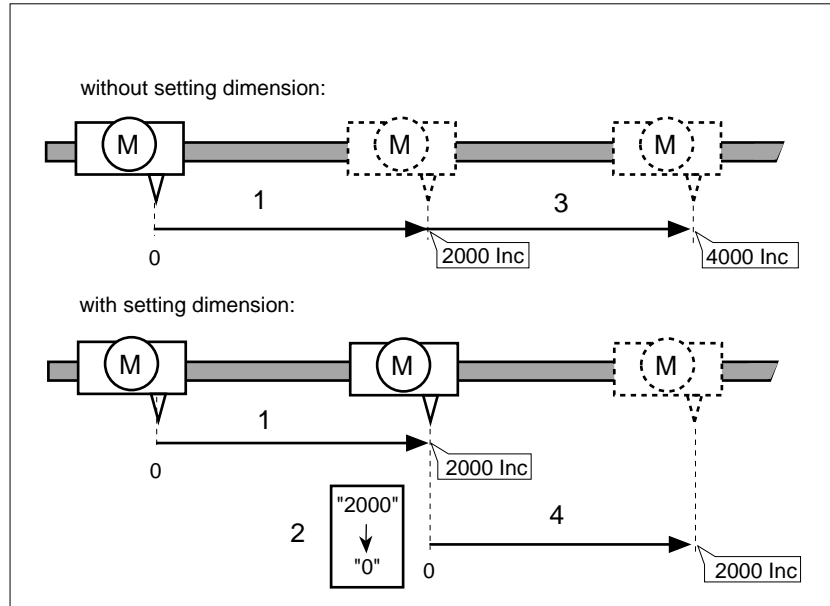 without setting dimension:
M M M
1 3
0 2000 Inc 4000 Inc
with setting dimension:
M M M
1
0 2000 Inc
2 "2000" 4
"0" 0 2000 Inc